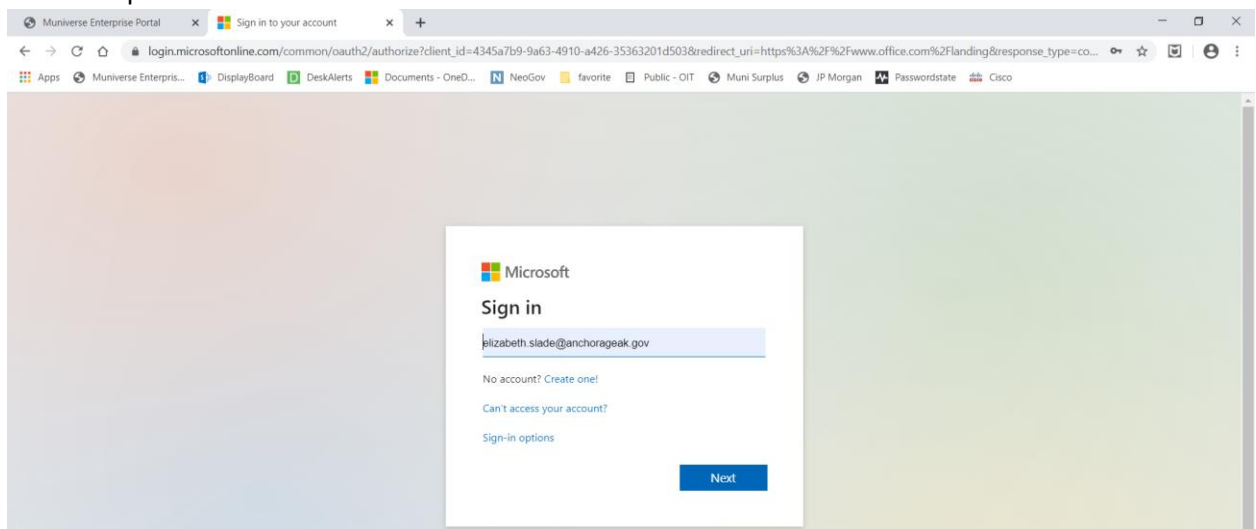 Muniverse Enterprise Portal
Sign in to your account
login.microsoftonline.com/common/oauth2/authorize?client_id=4345a7b9-9a63-4910-a426-35363201d503&redirect_uri=https%3A%2F%2Fwww.office.com%2Flanding&response_type=co...
Apps Muniverse Enterpris... DisplayBoard DeskAlerts Documents - OneD... NeoGov favorite Public - OIT Muni Surplus JP Morgan Passwordstate Cisco
Microsoft
Sign in
elizabeth.slade@anchorageak.gov
No account? Create one!
Can't access your account?
Sign-in options
Next